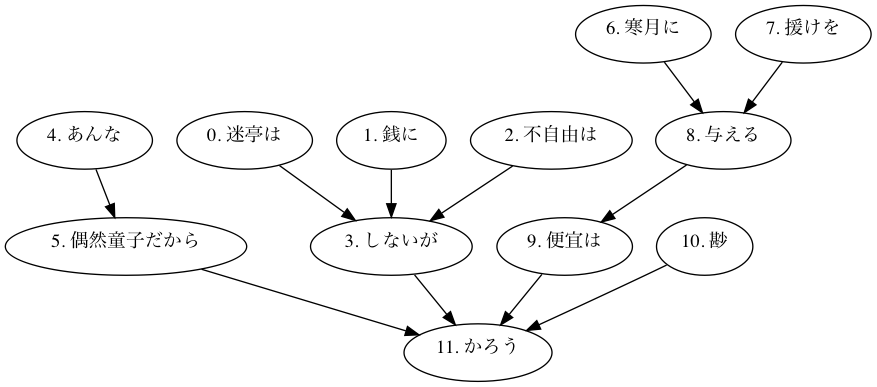 6. 寒月に
7. 援けを
4. あんな
0. 迷亭は
1. 銭に
2. 不自由は
8. 与える
5. 偶然童子だから
3. しないが
9. 便宜は
10. 尠
11. かろう